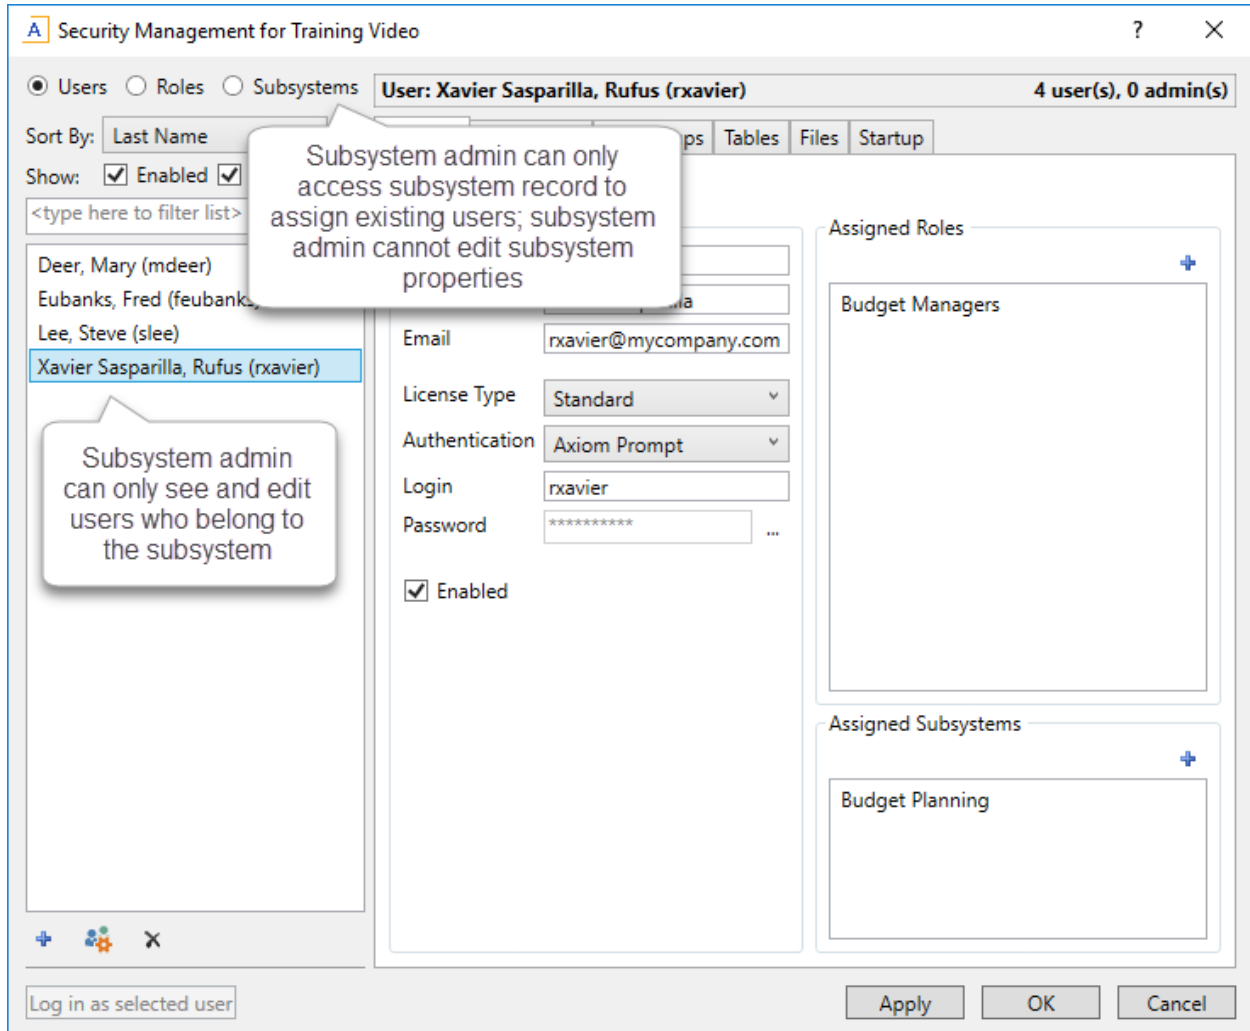 A Security Management for Training Video ?
Users Roles Subsystems
User: Xavier Sasparilla, Rufus (rxavier) 4 user(s), 0 admin(s)
Sort By: Last Name
Tables Files Startup
Show: Enabled
<type here to filter list>
Subsystem admin can only
access subsystem record to
assign existing users; subsystem
admin cannot edit subsystem
properties
Deer, Mary (mdeer)
Eubanks, Fred (feubanks)
Lee, Steve (slee)
Xavier Sasparilla, Rufus (rxavier)
Subsystem admin
can only see and edit
users who belong to
the subsystem
Email rxavier@mycompany.com
License Type Standard
Authentication Axiom Prompt
Login rxavier
Password **********
...
Enabled
Assigned Roles
Budget Managers
Assigned Subsystems
Budget Planning
Log in as selected user
Apply OK Cancel